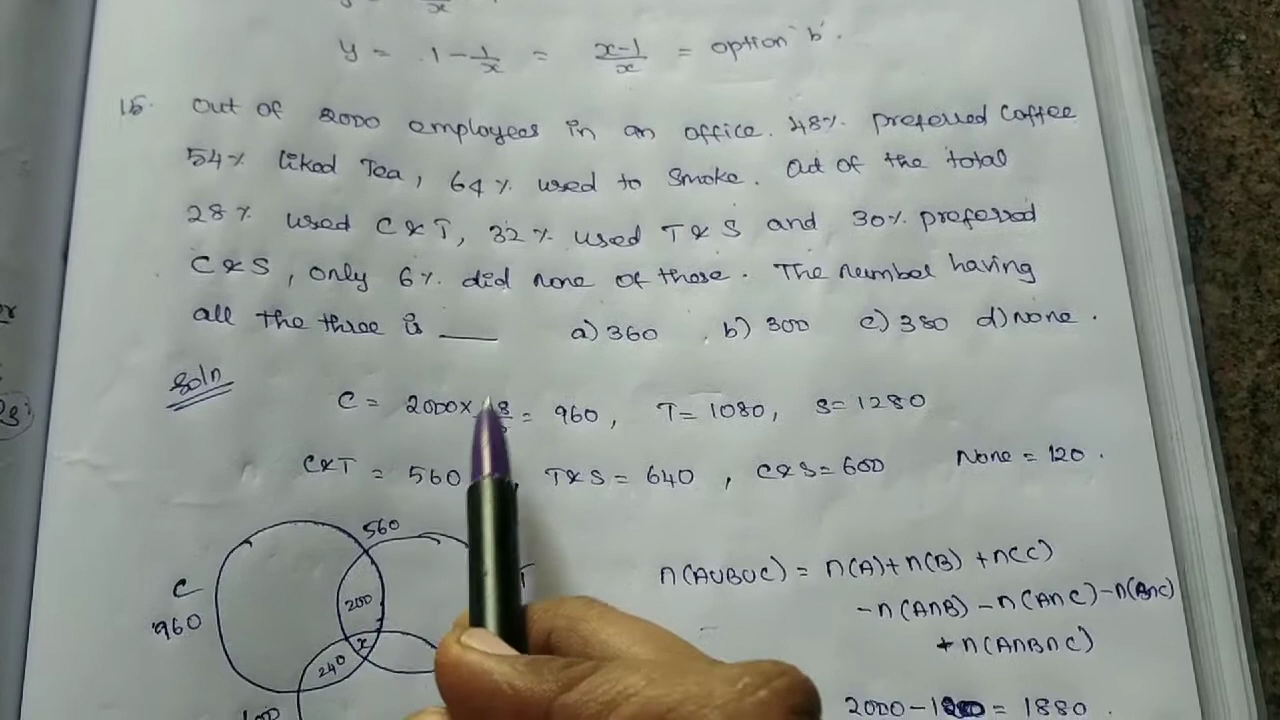 y = 1 - 1/x = x-1/x = option 'b'.
15. Out of 2000 employees in an office. 48% preferred Coffee
54% liked Tea, 64% used to smoke. Out of the total
28% used C & T, 32% used T & S and 30% preferred
C & S, only 6% did none of these. The number having
all the three is ___ a) 360 b) 300 c) 380 d) none.
Soln
C = 2000 × 8 = 960, T = 1080, S = 1280
C&T = 560, T&S = 640, C&S = 600 None = 120.
560
C T
960
200
x
240
n(AUBUC) = n(A) + n(B) + n(C)
- n(A∩B) - n(A∩C) - n(B∩C)
+ n(A∩B∩C)
2000 - 120 = 1880.